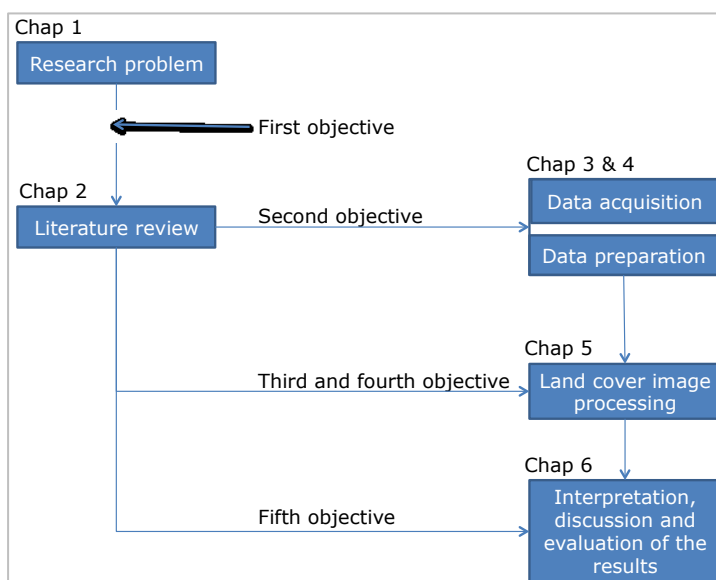 Chap 1
Research problem
First objective
Chap 2
Literature review
Second objective
Chap 3 & 4
Data acquisition
Data preparation
Third and fourth objective
Chap 5
Land cover image
processing
Fifth objective
Chap 6
Interpretation,
discussion and
evaluation of the
results